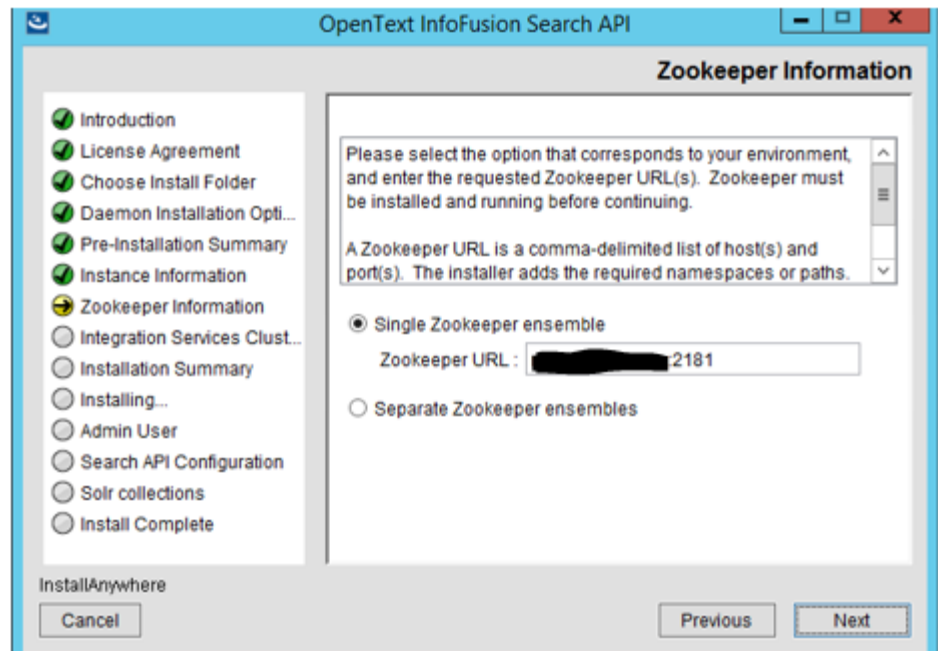 OpenText InfoFusion Search API
Zookeeper Information
Introduction
License Agreement
Choose Install Folder
Daemon Installation Opti...
Pre-Installation Summary
Instance Information
Zookeeper Information
Integration Services Clust...
Installation Summary
Installing...
Admin User
Search API Configuration
Solr collections
Install Complete
Please select the option that corresponds to your environment,
and enter the requested Zookeeper URL(s). Zookeeper must
be installed and running before continuing.
A Zookeeper URL is a comma-delimited list of host(s) and
port(s). The installer adds the required namespaces or paths.
Single Zookeeper ensemble
Zookeeper URL : :2181
Separate Zookeeper ensembles
InstallAnywhere
Cancel
Previous
Next